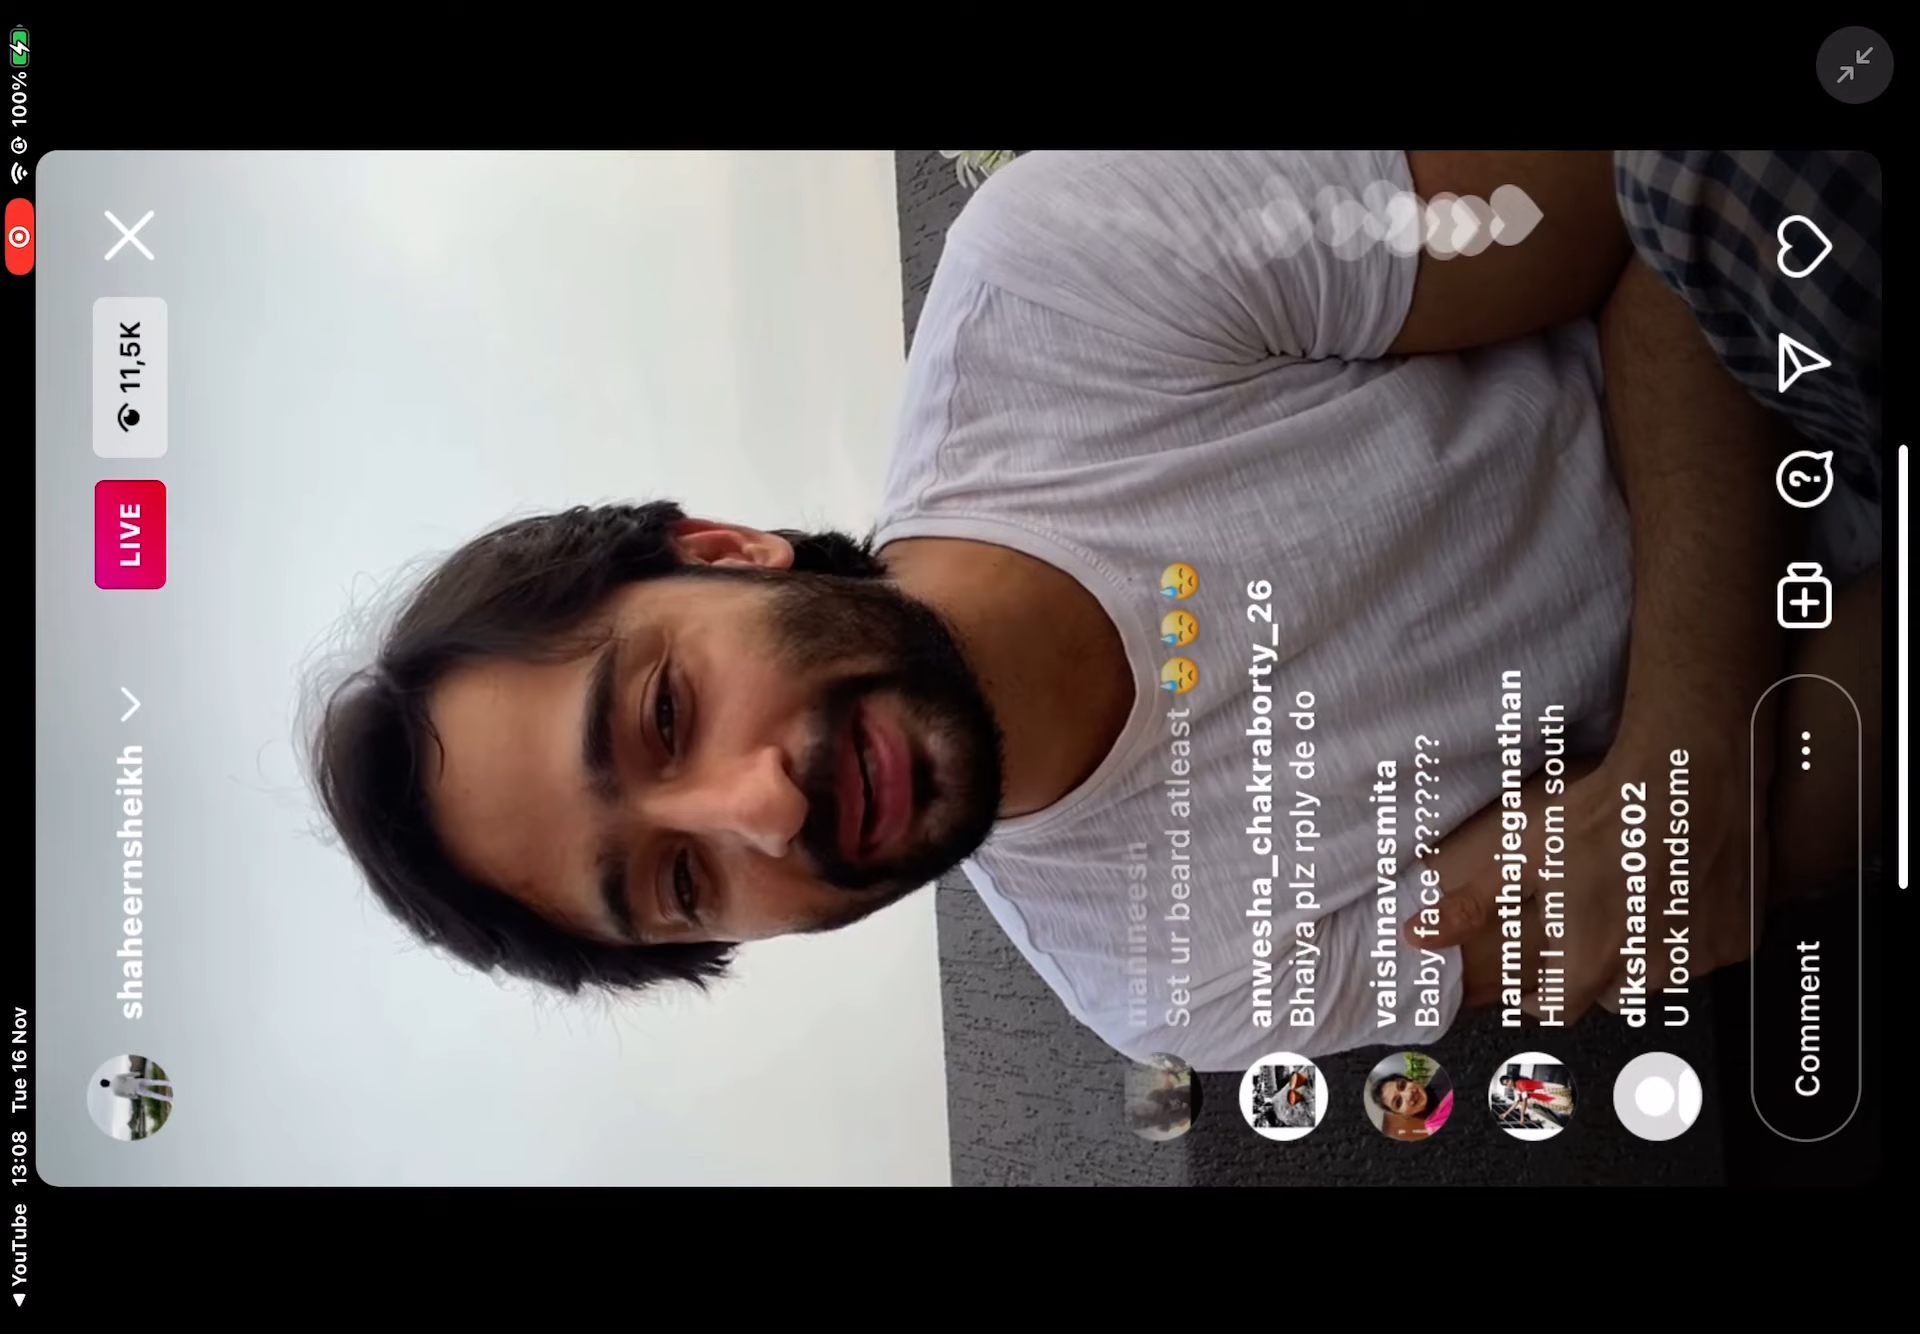 YouTube 13:08 Tue 16 Nov 100%
shaheernsheikh LIVE 11,5K
mahhneesh
Set ur beard atleast 😓😓😓
anwesha_chakraborty_26
Bhaiya plz rply de do
vaishnavasmita
Baby face ???????
narmathajeganathan
Hiiii I am from south
dikshaaa0602
U look handsome
Comment